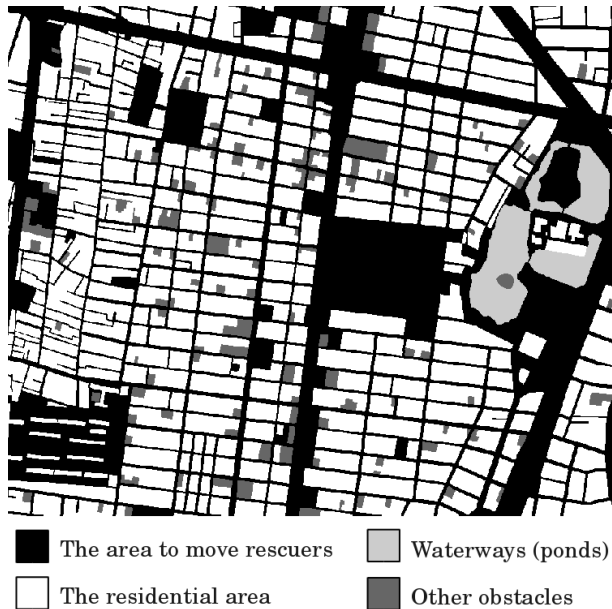 The area to move rescuers
Waterways (ponds)
The residential area
Other obstacles